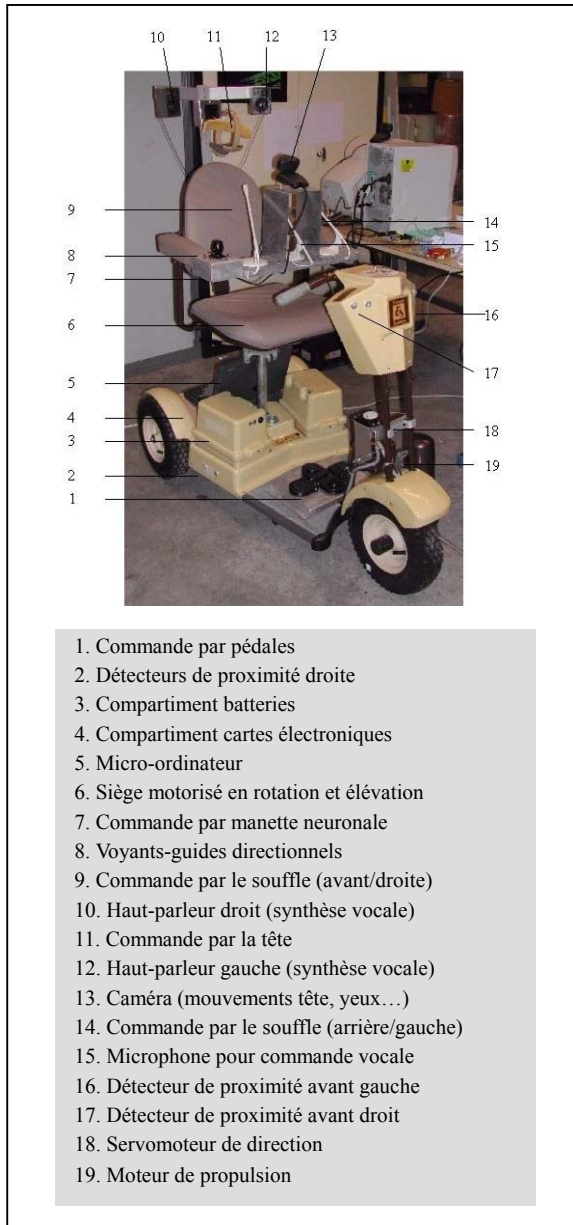 10 11 12 13
9
8
7
6
5
4
3
2
1
14
15
16
17
18
19
1. Commande par pédales
2. Détecteurs de proximité droite
3. Compartiment batteries
4. Compartiment cartes électroniques
5. Micro-ordinateur
6. Siège motorisé en rotation et élévation
7. Commande par manette neuronale
8. Voyants-guides directionnels
9. Commande par le souffle (avant/droite)
10. Haut-parleur droit (synthèse vocale)
11. Commande par la tête
12. Haut-parleur gauche (synthèse vocale)
13. Caméra (mouvements tête, yeux…)
14. Commande par le souffle (arrière/gauche)
15. Microphone pour commande vocale
16. Détecteur de proximité avant gauche
17. Détecteur de proximité avant droit
18. Servomoteur de direction
19. Moteur de propulsion